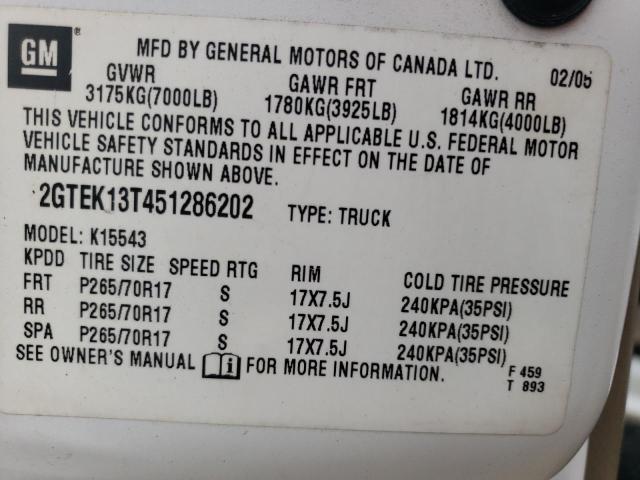 GM ®
MFD BY GENERAL MOTORS OF CANADA LTD. 02/05
GVWR GAWR FRT GAWR RR
3175KG(7000LB) 1780KG(3925LB) 1814KG(4000LB)
THIS VEHICLE CONFORMS TO ALL APPLICABLE U.S. FEDERAL MOTOR
VEHICLE SAFETY STANDARDS IN EFFECT ON THE DATE OF
MANUFACTURE SHOWN ABOVE.
2GTEK13T451286202 TYPE: TRUCK
MODEL: K15543
KPDD TIRE SIZE SPEED RTG RIM COLD TIRE PRESSURE
FRT P265/70R17 S 17X7.5J 240KPA(35PSI)
RR P265/70R17 S 17X7.5J 240KPA(35PSI)
SPA P265/70R17 S 17X7.5J 240KPA(35PSI)
SEE OWNER'S MANUAL i FOR MORE INFORMATION. F 459
T 893